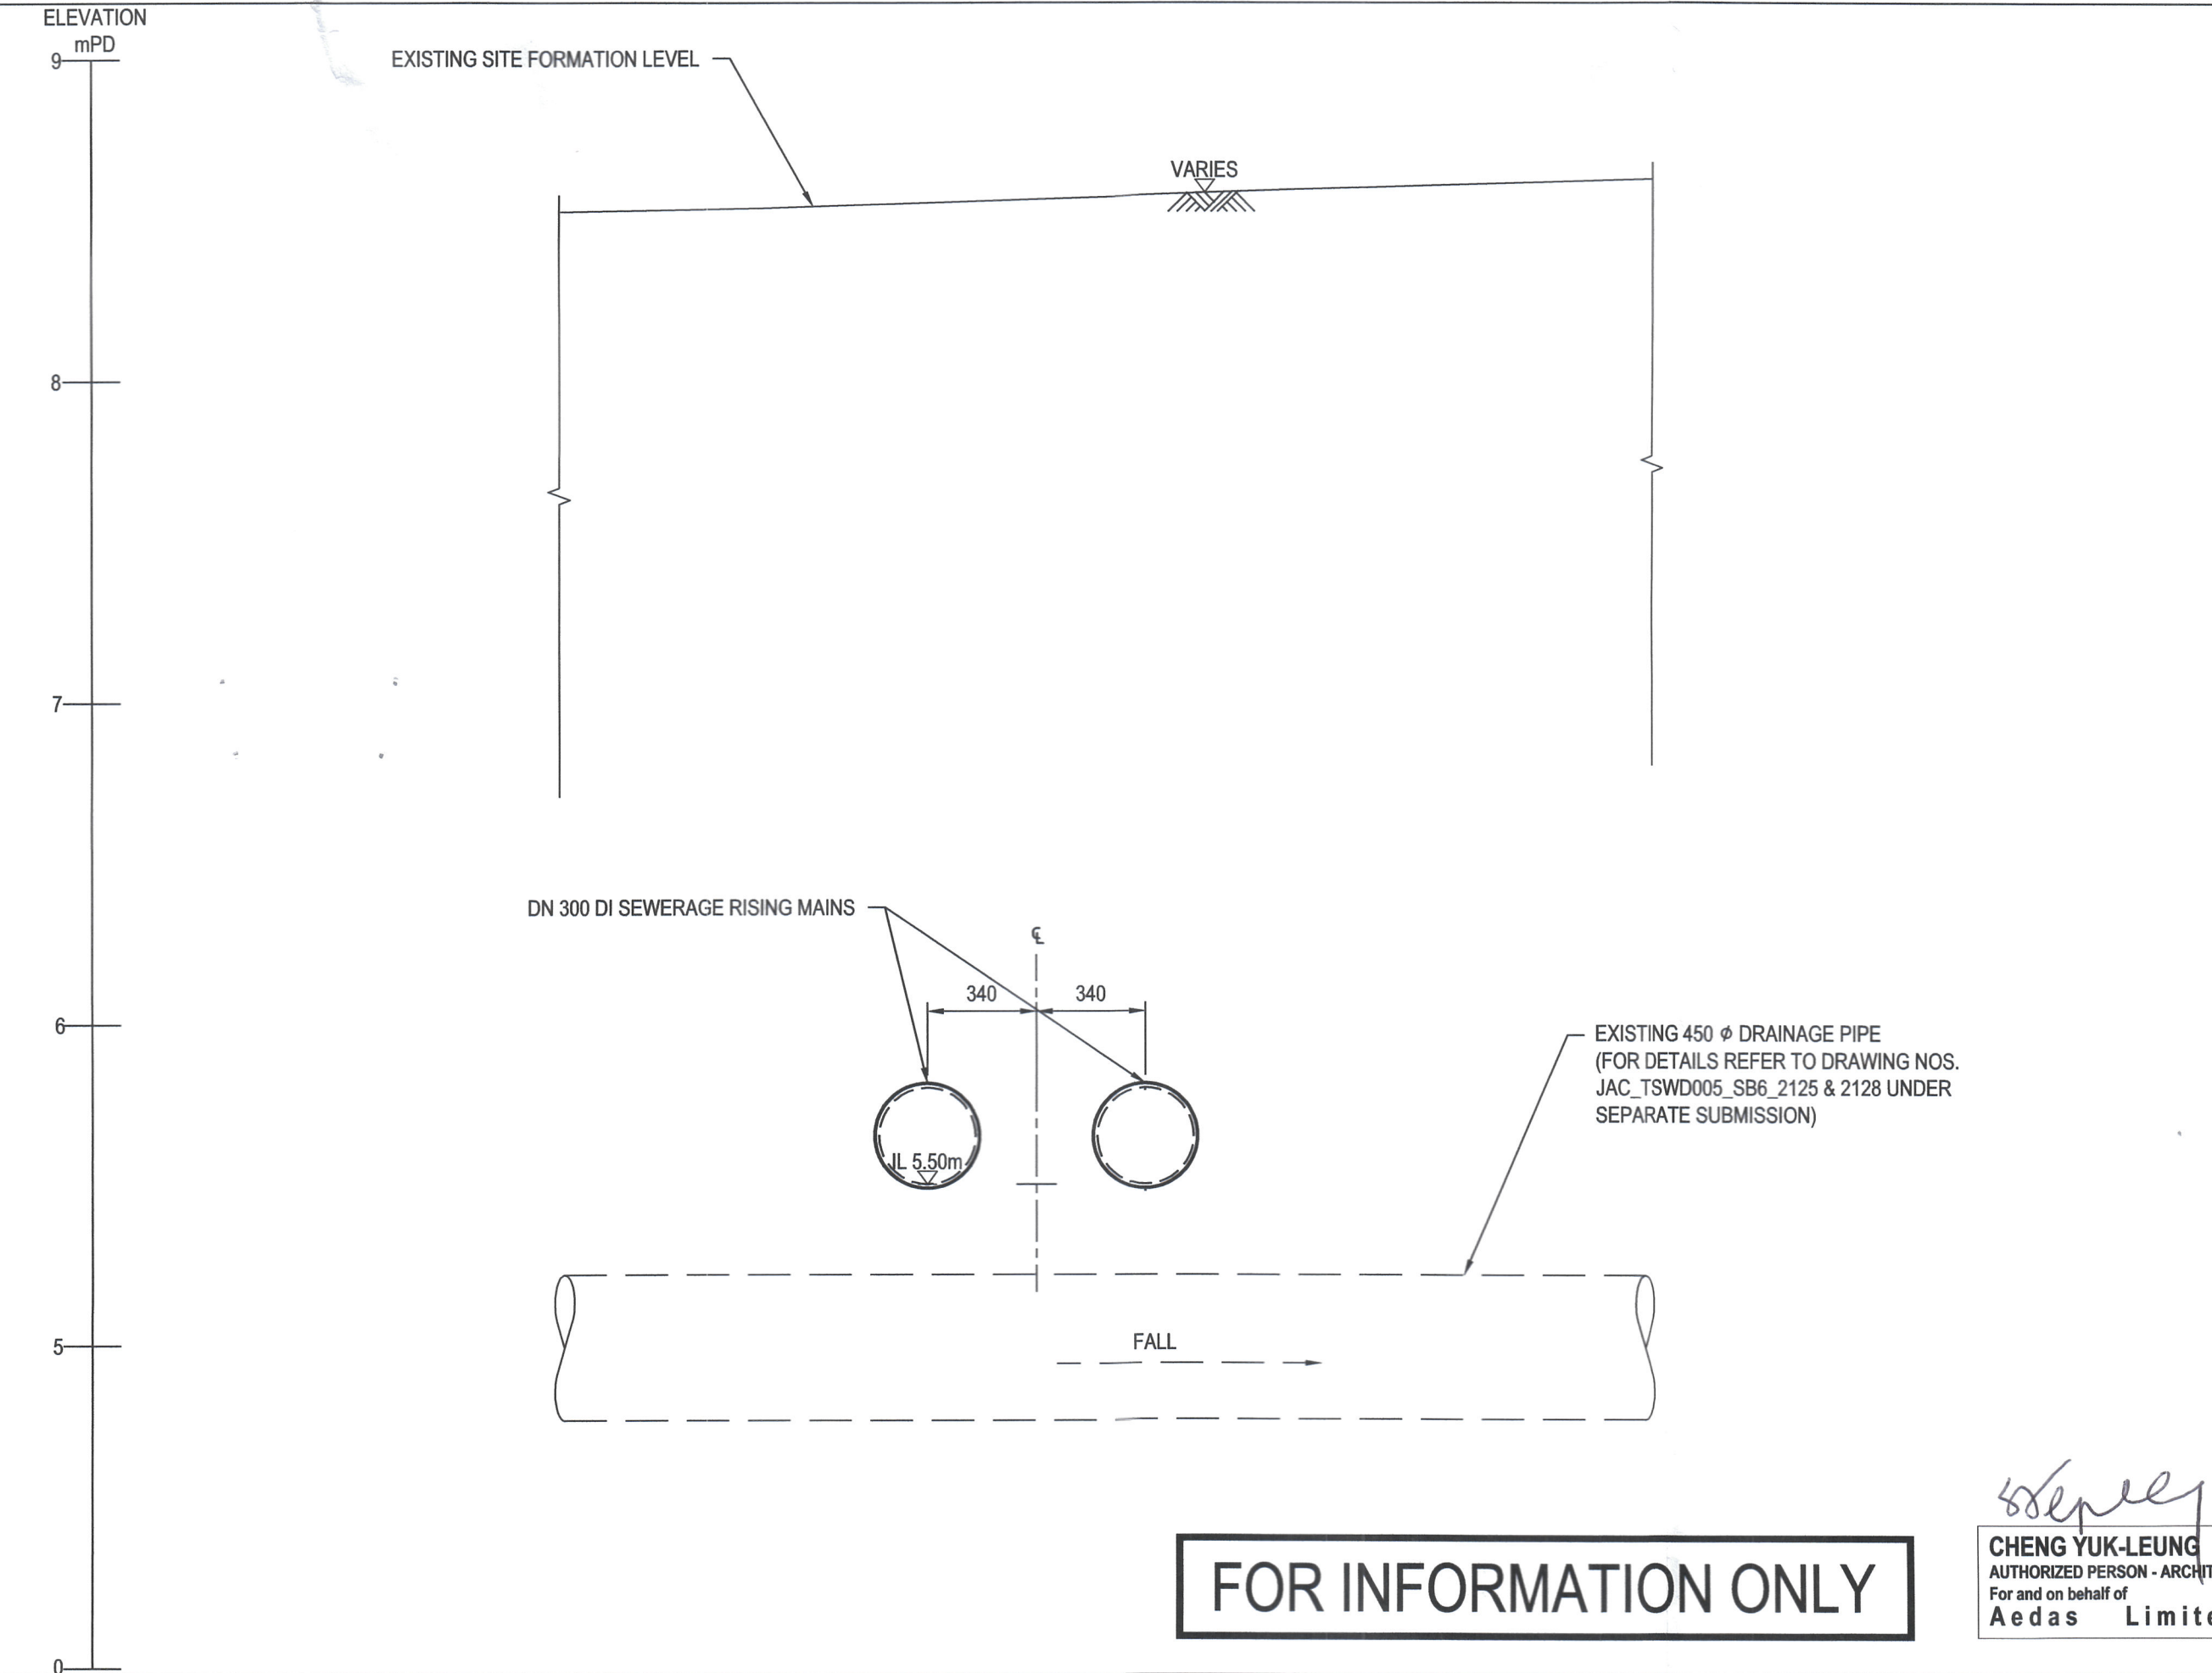 ELEVATION
mPD
9
EXISTING SITE FORMATION LEVEL
VARIES
8
7
DN 300 DI SEWERAGE RISING MAINS
℄
340 340
6
EXISTING 450 ϕ DRAINAGE PIPE
(FOR DETAILS REFER TO DRAWING NOS.
JAC_TSWD005_SB6_2125 & 2128 UNDER
SEPARATE SUBMISSION)
IL 5.50m
5
FALL
FOR INFORMATION ONLY
CHENG YUK-LEUNG
AUTHORIZED PERSON - ARCHIT
For and on behalf of
Aedas Limite
0